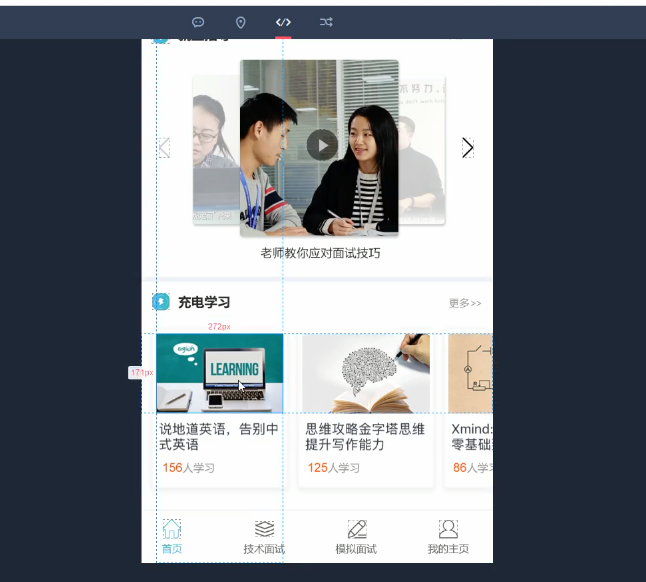 老师教你应对面试技巧
充电学习
更多>>
272px
171px
LEARNING
说地道英语，告别中
式英语
156人学习
思维攻略金字塔思维
提升写作能力
125人学习
Xmind:
零基础
86人学
首页
技术面试
模拟面试
我的主页